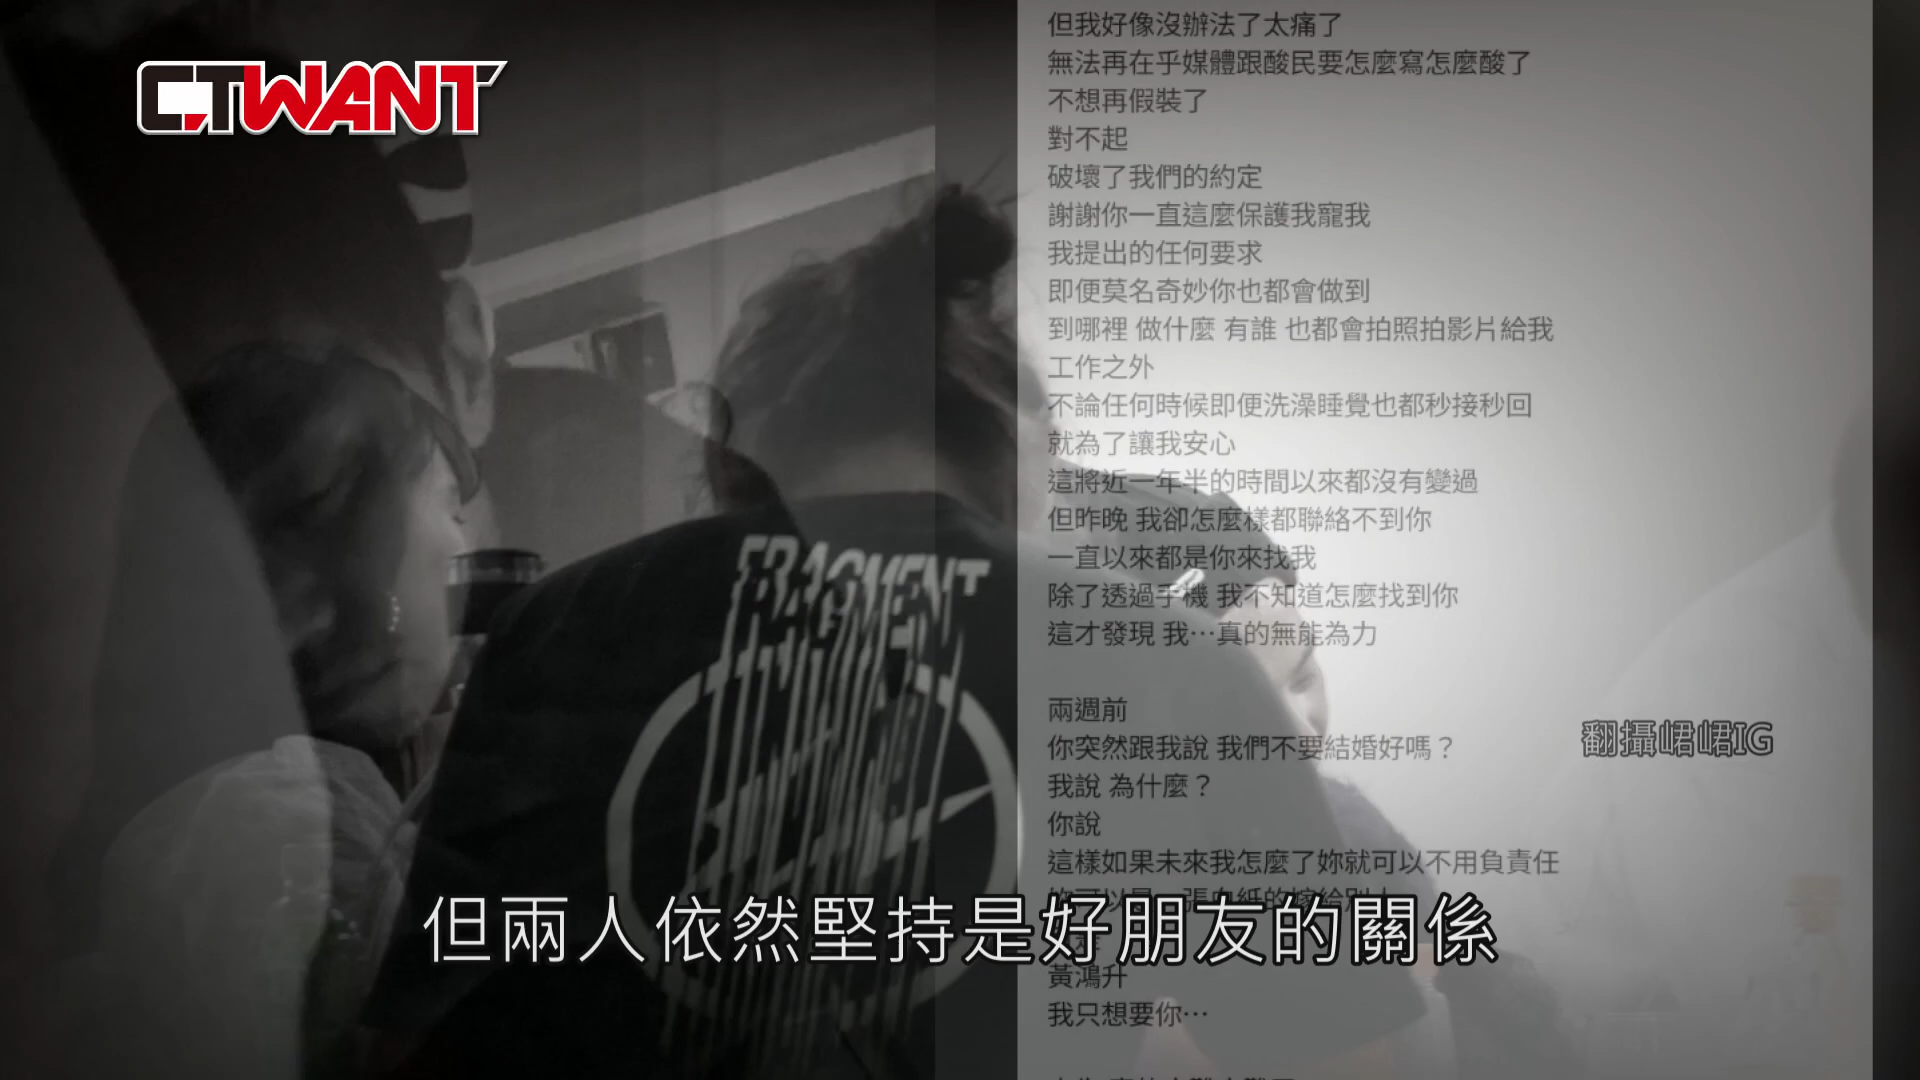 CTWANT
但我好像沒辦法了太痛了
無法再在乎媒體跟酸民要怎麼寫怎麼酸了
不想再假裝了
對不起
破壞了我們的約定
謝謝你一直這麼保護我寵我
我提出的任何要求
即便莫名奇妙你也都會做到
到哪裡 做什麼 有誰 也都會拍照拍影片給我
工作之外
不論任何時候即便洗澡睡覺也都秒接秒回
就為了讓我安心
這將近一年半的時間以來都沒有變過
但昨晚 我卻怎麼樣都聯絡不到你
一直以來都是你來找我
除了透過手機 我不知道怎麼找到你
這才發現 我…真的無能為力
兩週前
你突然跟我說 我們不要結婚好嗎？
我說 為什麼？
你說
這樣如果未來我怎麼了妳就可以不用負責任
黃鴻升
我只想要你…
FRAGMENT
翻攝峮峮IG
但兩人依然堅持是好朋友的關係